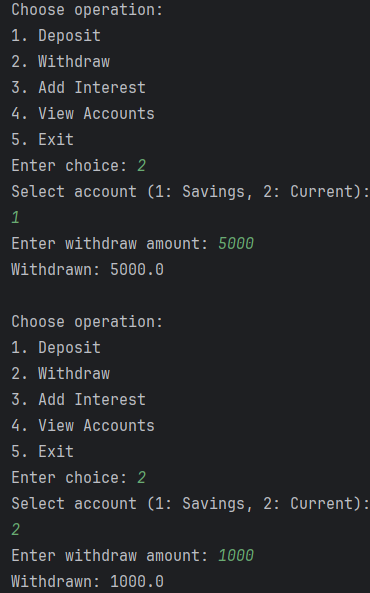 Choose operation:
1. Deposit
2. Withdraw
3. Add Interest
4. View Accounts
5. Exit
Enter choice: 2
Select account (1: Savings, 2: Current):
1
Enter withdraw amount: 5000
Withdrawn: 5000.0
Choose operation:
1. Deposit
2. Withdraw
3. Add Interest
4. View Accounts
5. Exit
Enter choice: 2
Select account (1: Savings, 2: Current):
2
Enter withdraw amount: 1000
Withdrawn: 1000.0